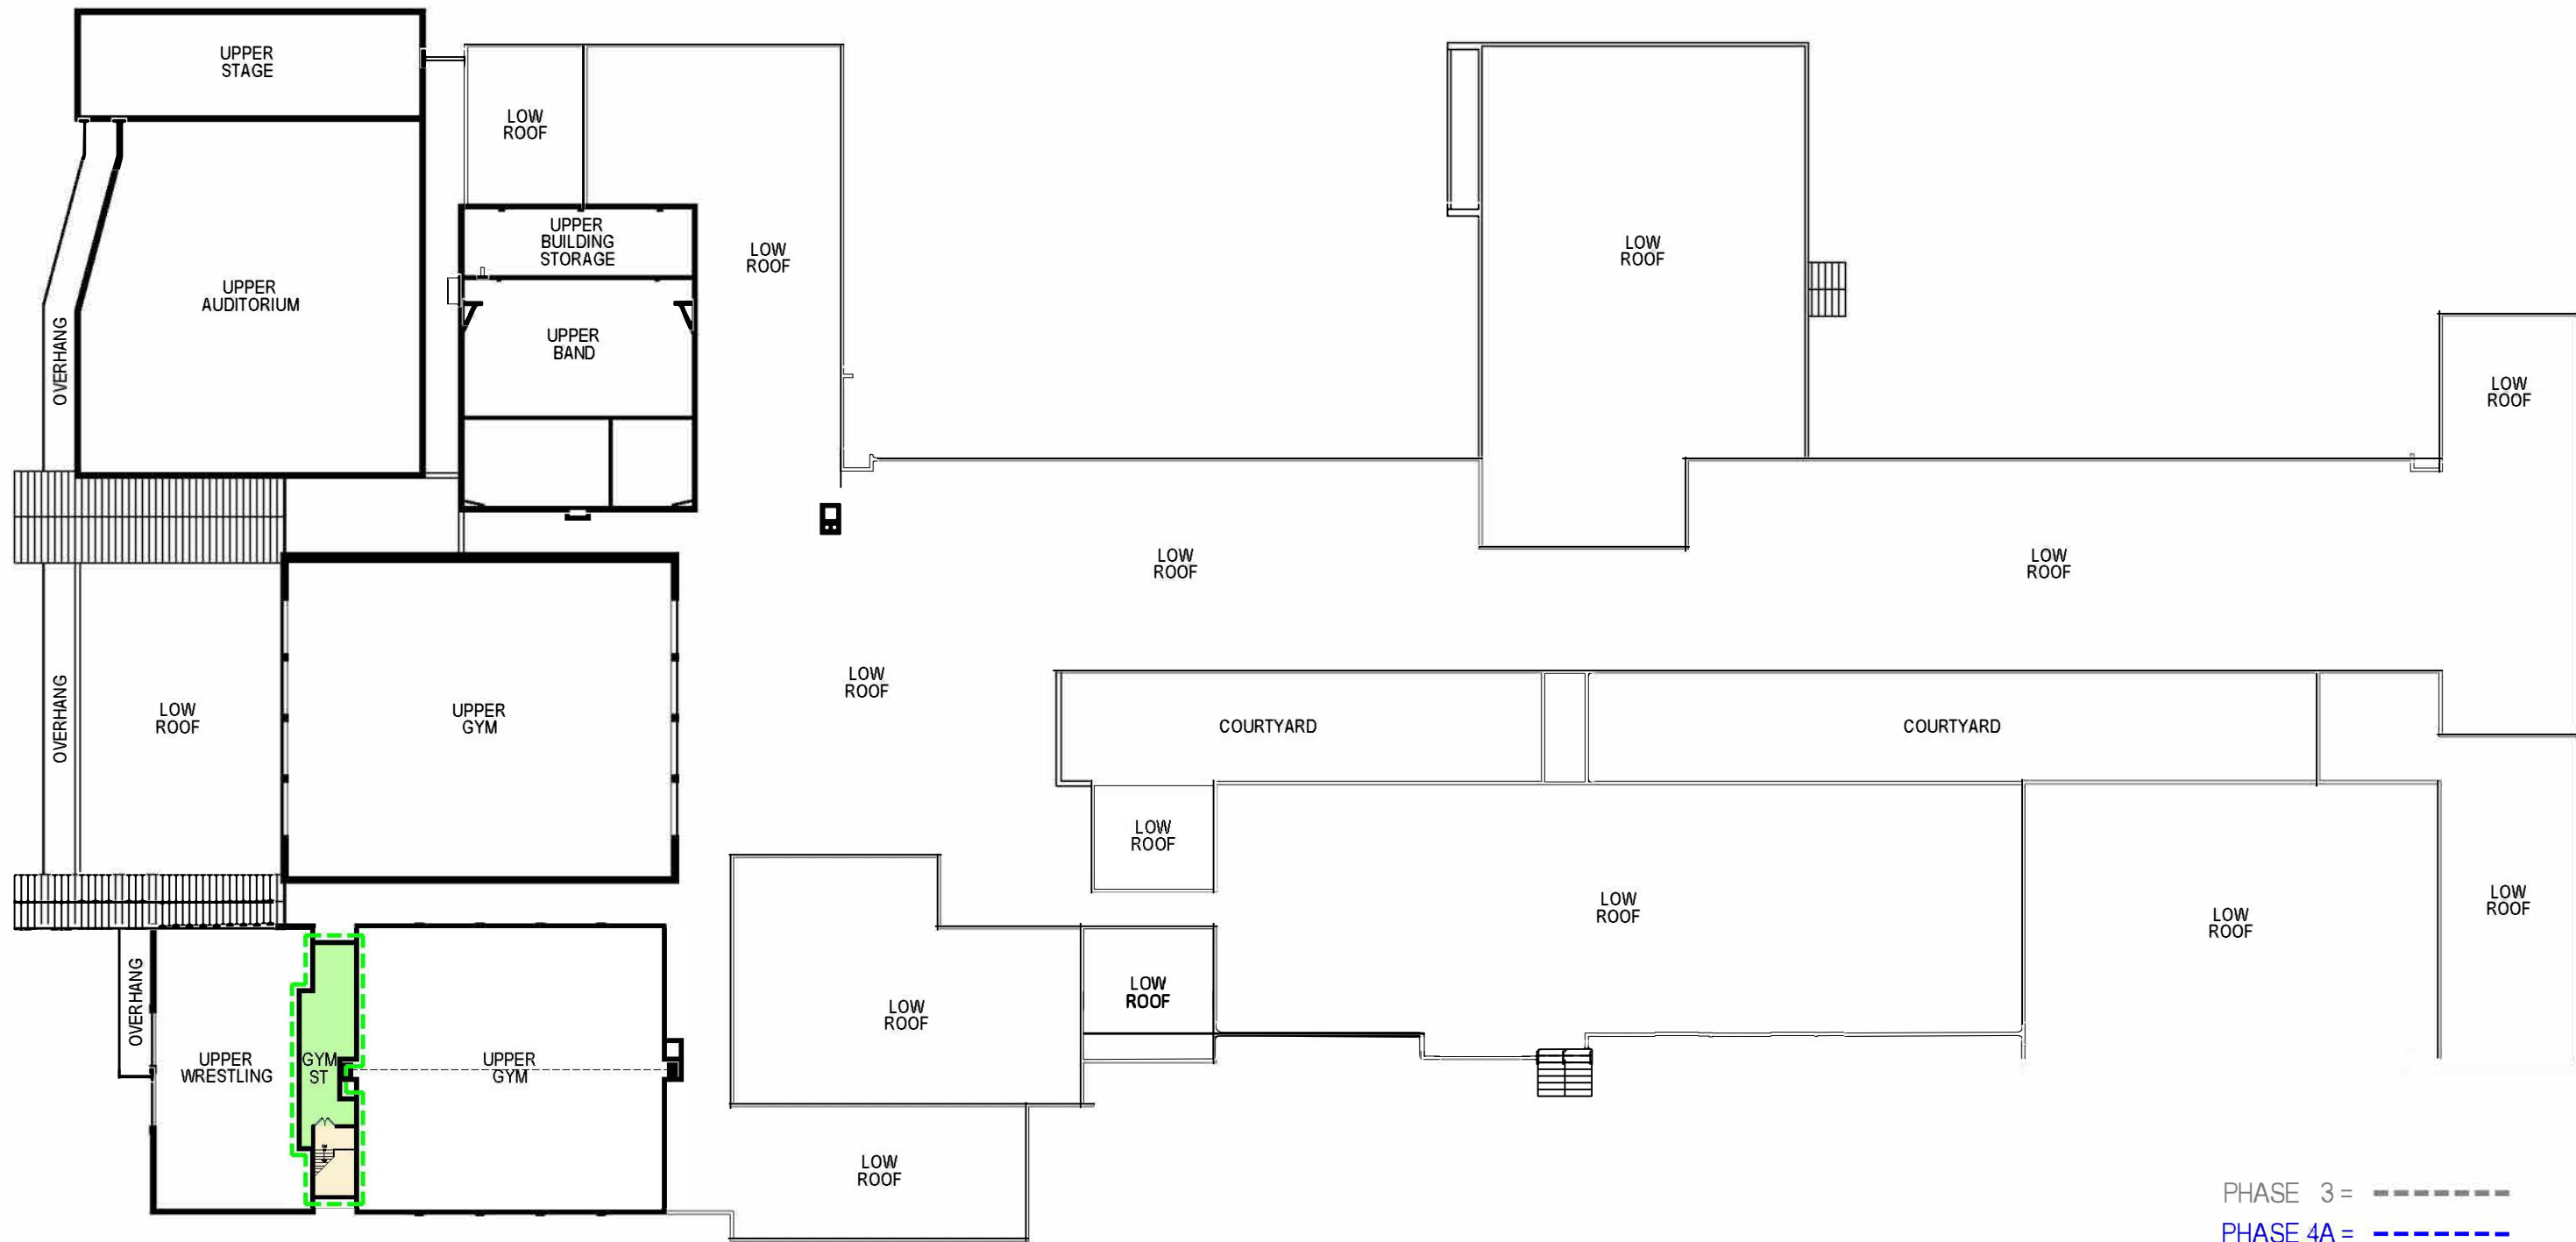 UPPER
STAGE
LOW
ROOF
UPPER
BUILDING
STORAGE
LOW
ROOF
LOW
ROOF
UPPER
AUDITORIUM
UPPER
BAND
OVERHANG
LOW
ROOF
LOW
ROOF
LOW
ROOF
LOW
ROOF
OVERHANG
LOW
ROOF
UPPER
GYM
COURTYARD
COURTYARD
LOW
ROOF
LOW
ROOF
LOW
ROOF
LOW
ROOF
OVERHANG
LOW
ROOF
LOW
ROOF
UPPER
WRESTLING
GYM
ST
UPPER
GYM
LOW
ROOF
PHASE 3 =
PHASE 4A =